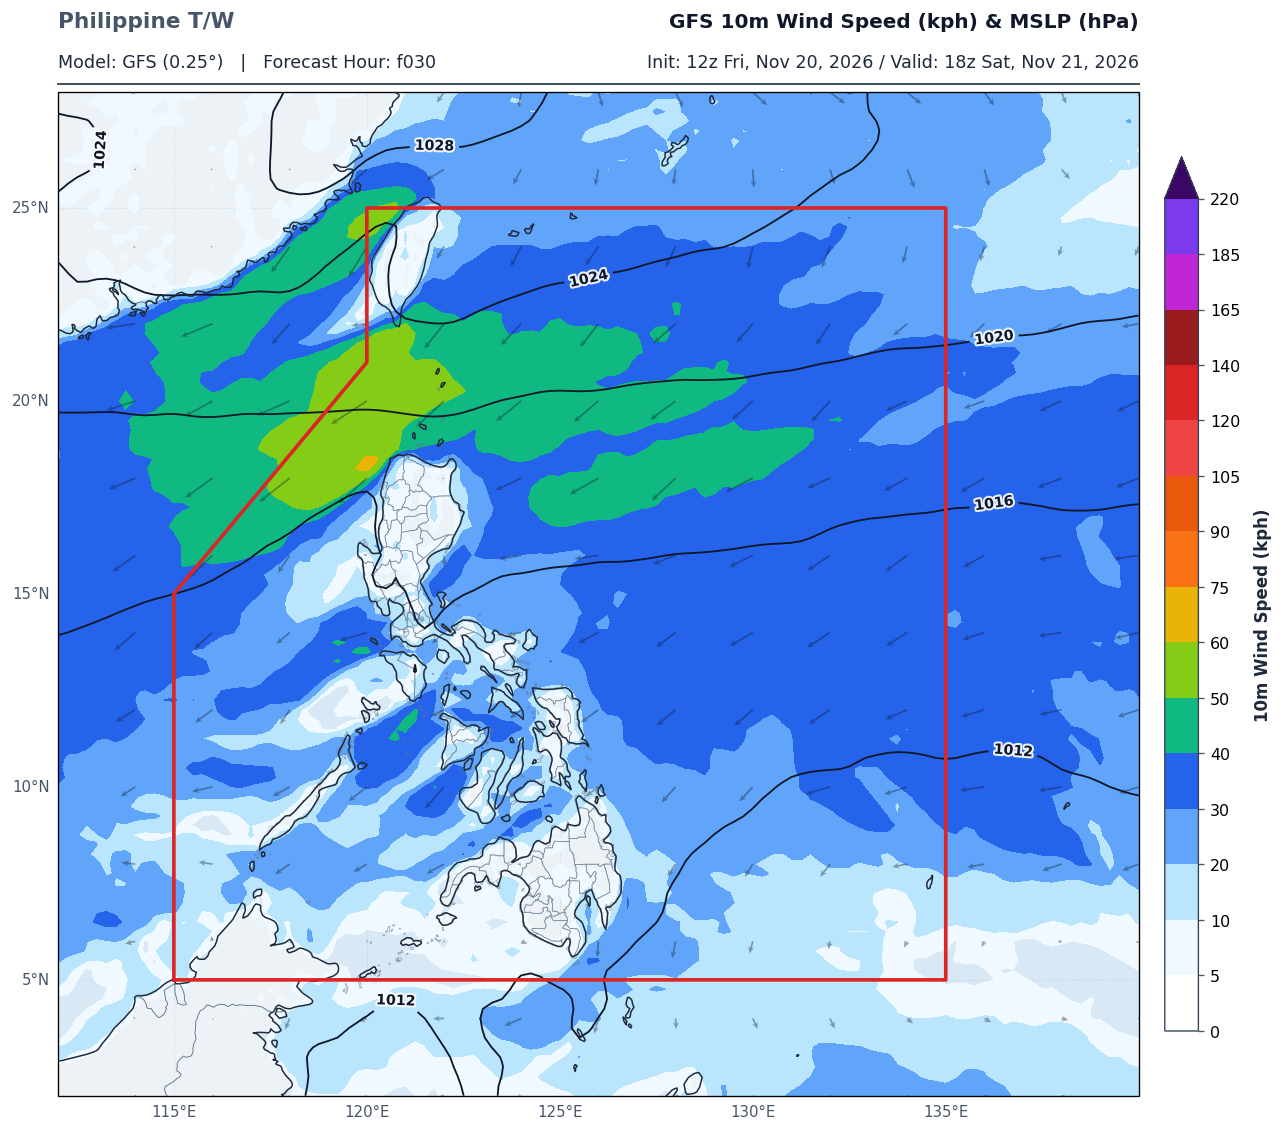 Philippine T/W
GFS 10m Wind Speed (kph) & MSLP (hPa)
Model: GFS (0.25°)   |   Forecast Hour: f030
Init: 12z Fri, Nov 20, 2026 / Valid: 18z Sat, Nov 21, 2026
1024
1028
1024
1020
1016
1012
1012
25°N
20°N
15°N
10°N
5°N
115°E
120°E
125°E
130°E
135°E
220
185
165
140
120
105
90
75
60
50
40
30
20
10
5
0
10m Wind Speed (kph)